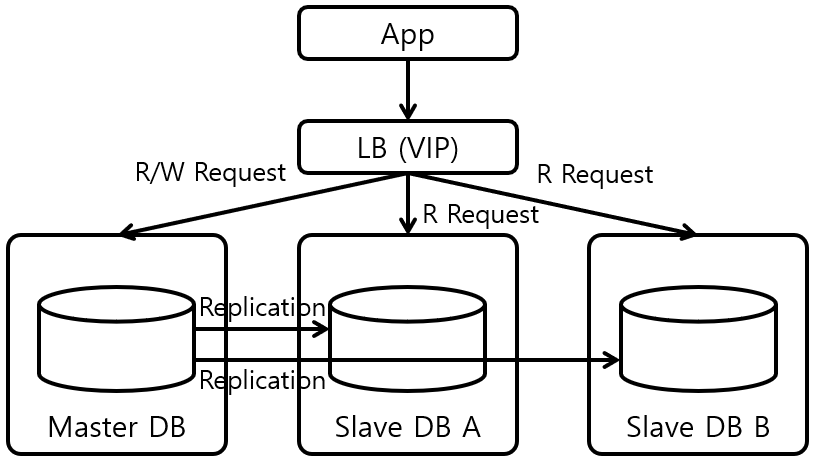 App
LB (VIP)
R/W Request
R Request
R Request
Replication
Replication
Master DB
Slave DB A
Slave DB B